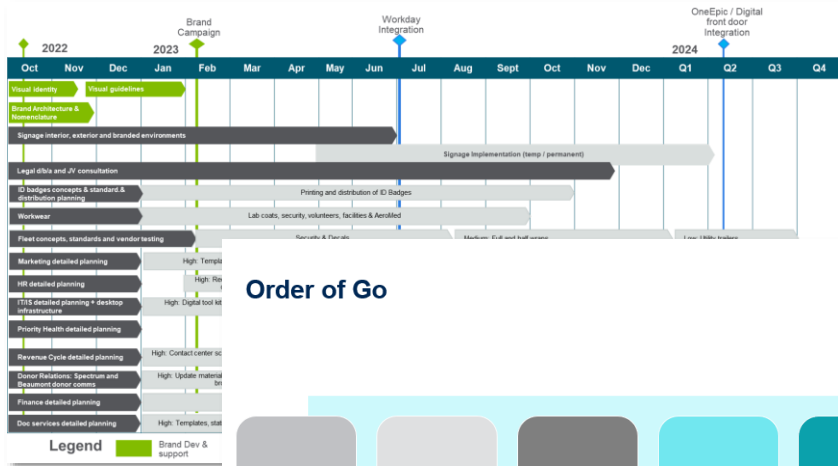 OneEpic / Digital
front door
Integration
Brand
Campaign
Workday
Integration
2022
2023
2024
Oct Nov Dec Jan Feb Mar Apr May Jun Jul Aug Sept Oct Nov Dec Q1 Q2 Q3 Q4
Visual identity
Visual guidelines
Brand Architecture &
Nomenclature
Signage interior, exterior and branded environments
Signage Implementation (temp / permanent)
Legal d/b/a and JV consultation
ID badges concepts & standard.&
distribution planning
Printing and distribution of ID Badges
Workwear
Lab coats, security, volunteers, facilities & Aeromed
Fleet concepts, standards and vendor testing
Security & Decals
Medium: Full and half wraps
Low: Utility trailers
Marketing detailed planning
High:
HR detailed planning
High:
IT/IS detailed planning + desktop
infrastructure
High: Digital tool
Priority Health detailed planning
Revenue Cycle detailed planning
High: Contact center
Donor Relations: Spectrum and
Beaumont donor comms
High: Update
Finance detailed planning
Doc services detailed planning
High: Templates,
Legend
Brand Dev &
support
Order of Go